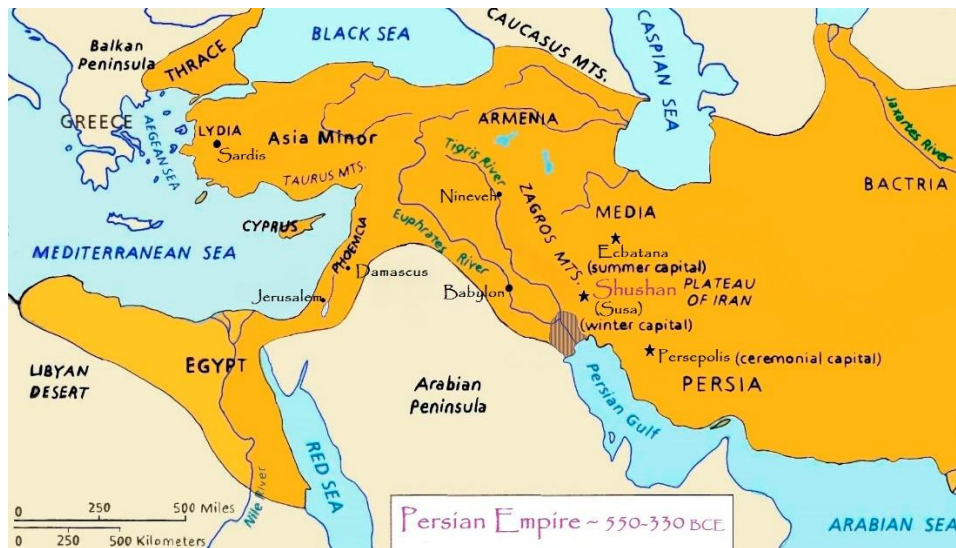 BLACK SEA
CAUCASUS MTS.
CASPIAN SEA
Balkan
Peninsula
THRACE
GREECE
AEGEAN SEA
LYDIA
Sardis
Asia Minor
TAURUS MTS.
ARMENIA
Tigris River
Nineveh
ZAGROS MTS.
Jaxartes River
BACTRIA
MEDIA
Ecbatana
(summer capital)
CYPRUS
MEDITERRANEAN SEA
PHOENICIA
Damascus
Jerusalem
Euphrates
River
Babylon
Shushan
(Susa)
(winter capital)
PLATEAU
OF IRAN
Persepolis (ceremonial capital)
PERSIA
LIBYAN
DESERT
EGYPT
Arabian
Peninsula
Persian Gulf
RED SEA
Nile River
0 250 500 Miles
0 250 500 Kilometers
Persian Empire ~ 550-330 BCE
ARABIAN SEA